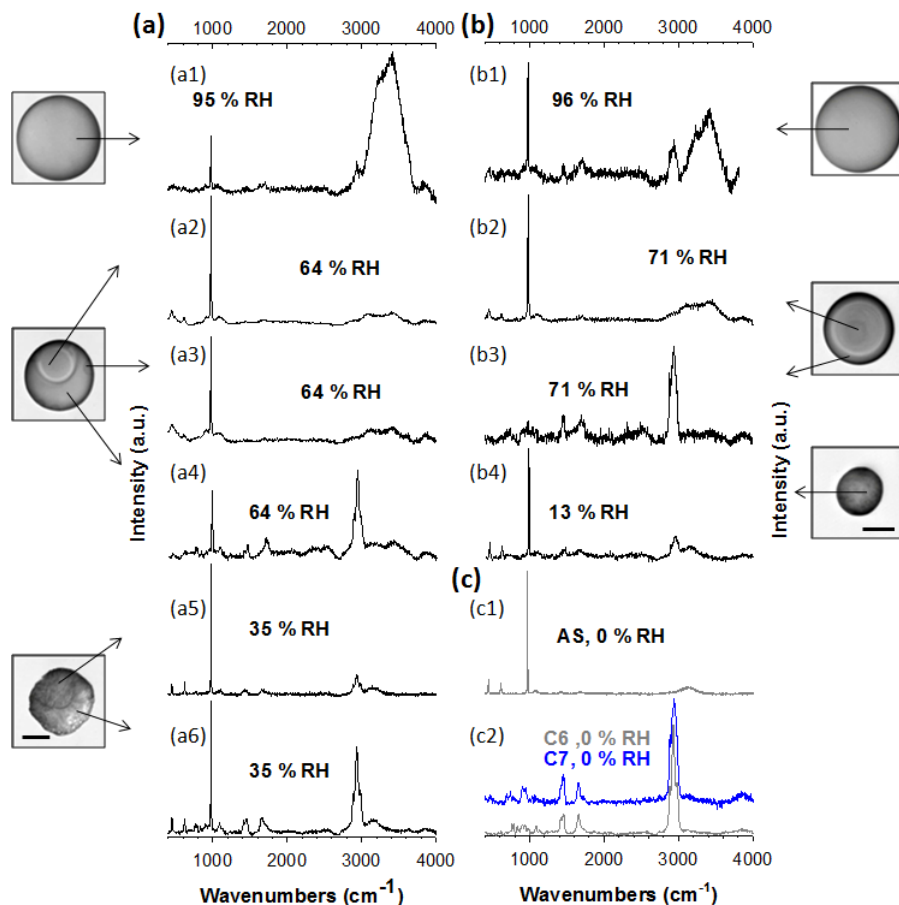 (a)
(b)
1000 2000 3000 4000
1000 2000 3000 4000
(a1)
95 % RH
(b1)
96 % RH
(a2)
64 % RH
(b2)
71 % RH
(a3)
64 % RH
(b3)
71 % RH
(a4)
64 % RH
(b4)
13 % RH
(c)
(a5)
35 % RH
(c1)
AS, 0 % RH
(a6)
35 % RH
(c2)
C6 ,0 % RH
C7, 0 % RH
Intensity (a.u.)
Intensity (a.u.)
1000 2000 3000 4000
1000 2000 3000 4000
Wavenumbers (cm⁻¹)
Wavenumbers (cm⁻¹)